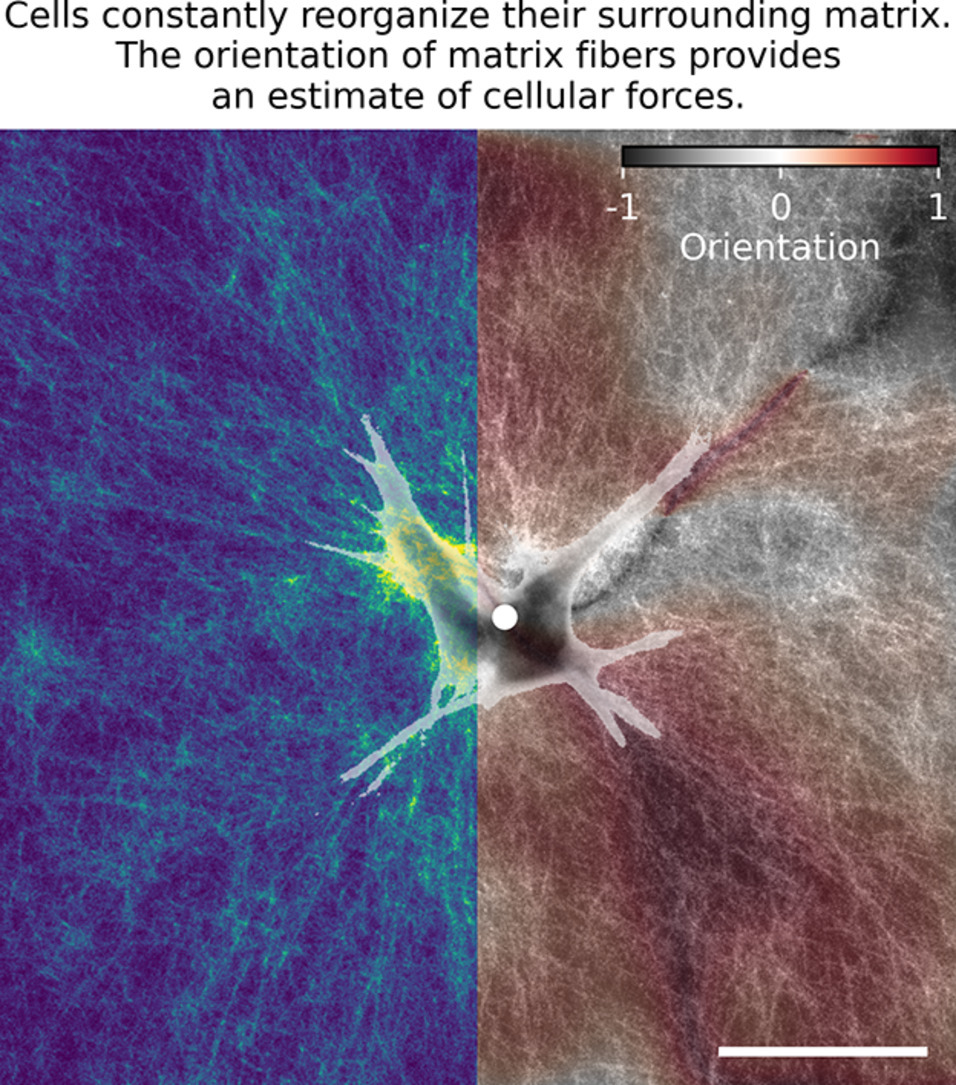 Cells constantly reorganize their surrounding matrix.
The orientation of matrix fibers provides
an estimate of cellular forces.
-1 0 1
Orientation